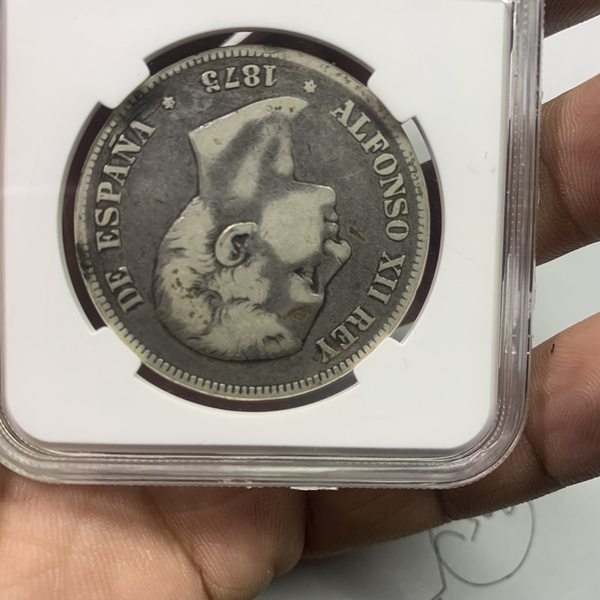 ALFONSO XII REY DE ESPAÑA
* 1875 *